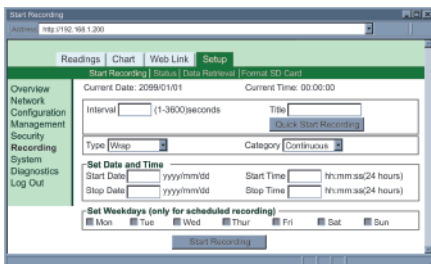 Start Recording
Address http://192.168.1.200
Readings Chart Web Link Setup
Start Recording | Status | Data Retrieval | Format SD Card
Overview
Network
Configuration
Management
Security
Recording
System
Diagnostics
Log Out
Current Date: 2099/01/01 Current Time: 00:00:00
Interval (1-3600)seconds Title
Quick Start Recording
Type Wrap Category Continuous
Set Date and Time
Start Date yyyy/mm/dd Start Time hh:mm:ss(24 hours)
Stop Date yyyy/mm/dd Stop Time hh:mm:ss(24 hours)
Set Weekdays (only for scheduled recording)
Mon Tue Wed Thur Fri Sat Sun
Start Recording